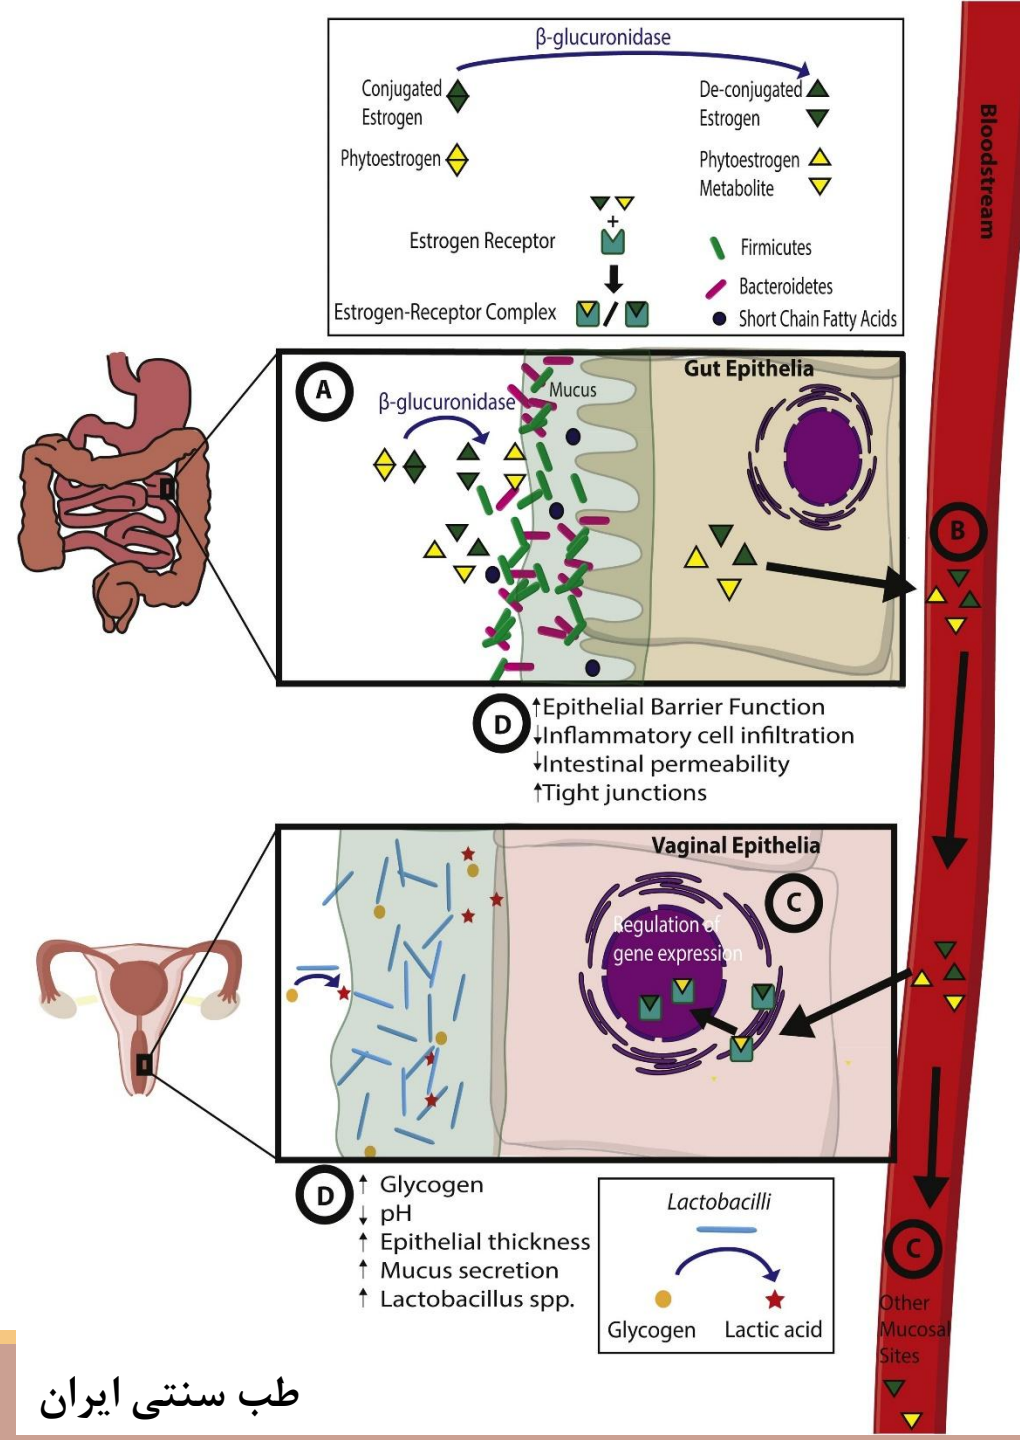 β-glucuronidase
Conjugated
Estrogen
De-conjugated
Estrogen
Phytoestrogen
Phytoestrogen
Metabolite
+
Estrogen Receptor
Firmicutes
Bacteroidetes
Estrogen-Receptor Complex
/
Short Chain Fatty Acids
Bloodstream
A
β-glucuronidase
Mucus
Gut Epithelia
B
D
↑Epithelial Barrier Function
↓Inflammatory cell infiltration
↓Intestinal permeability
↑Tight junctions
Vaginal Epithelia
C
Regulation of
gene expression
D
↑ Glycogen
↓ pH
↑ Epithelial thickness
↑ Mucus secretion
↑ Lactobacillus spp.
Lactobacilli
Glycogen
Lactic acid
C
Other
Mucosal
Sites
طب سنتی ایران